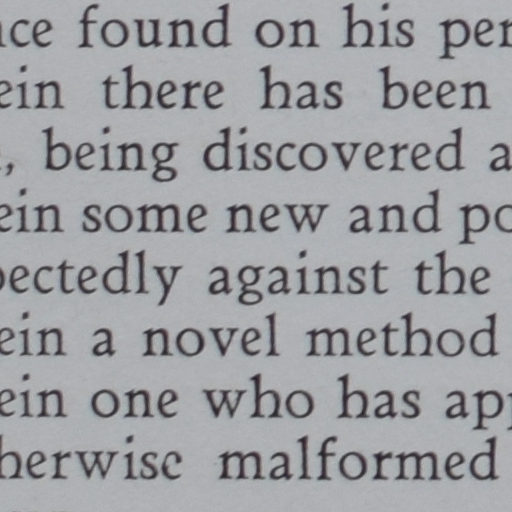 ce found on his per
ein there has been
, being discovered a
ein some new and po
pectedly against the
ein a novel method
ein one who has app
herwise malformed